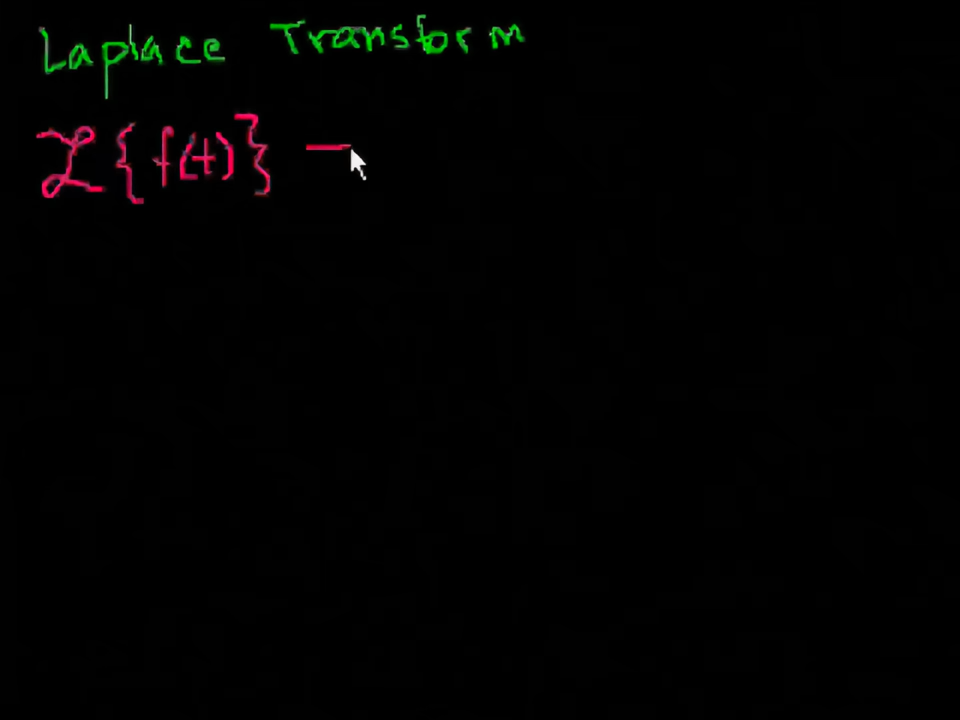 Laplace Transform
ℒ{f(t)} —